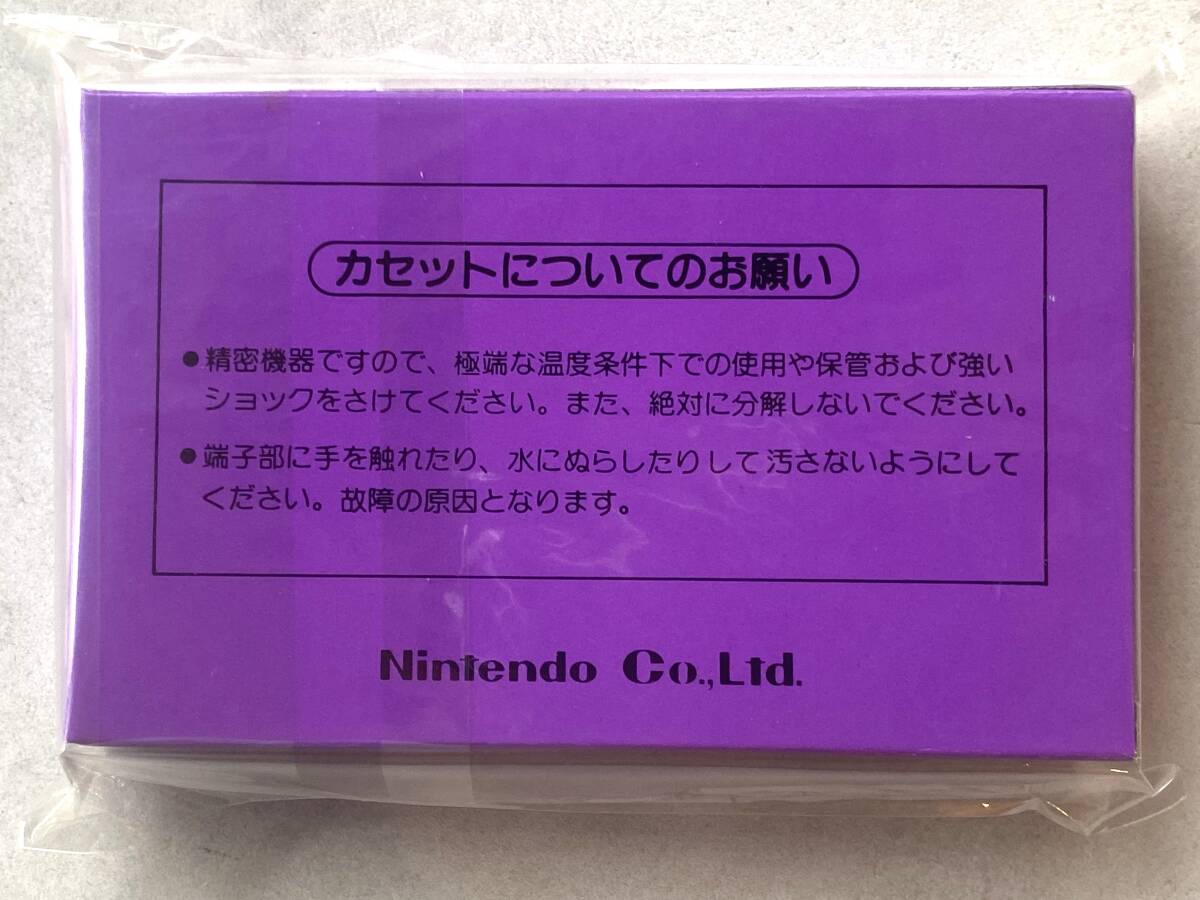 カセットについてのお願い
●精密機器ですので、極端な温度条件下での使用や保管および強い
ショックをさけてください。また、絶対に分解しないでください。
●端子部に手を触れたり、水にぬらしたりして汚さないようにして
ください。故障の原因となります。
Nintendo Co.,Ltd.